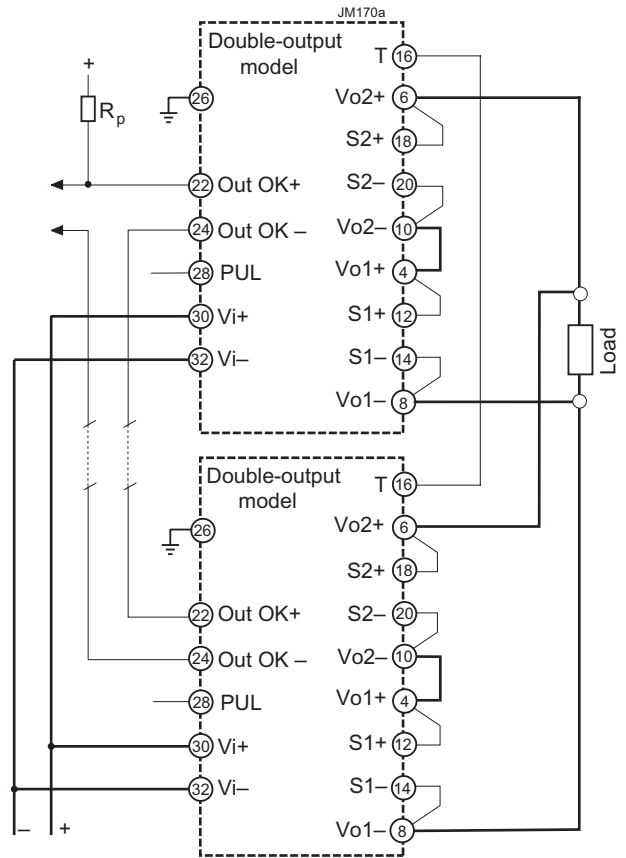 JM170a
Double-output
model
T 16
+
26
Vo2+ 6
Rp
S2+ 18
22 Out OK+
S2– 20
24 Out OK –
Vo2– 10
28 PUL
Vo1+ 4
30 Vi+
S1+ 12
32 Vi–
S1– 14
Load
Vo1– 8
Double-output
model
T 16
26
Vo2+ 6
S2+ 18
22 Out OK+
S2– 20
24 Out OK –
Vo2– 10
28 PUL
Vo1+ 4
30 Vi+
S1+ 12
32 Vi–
S1– 14
– +
Vo1– 8